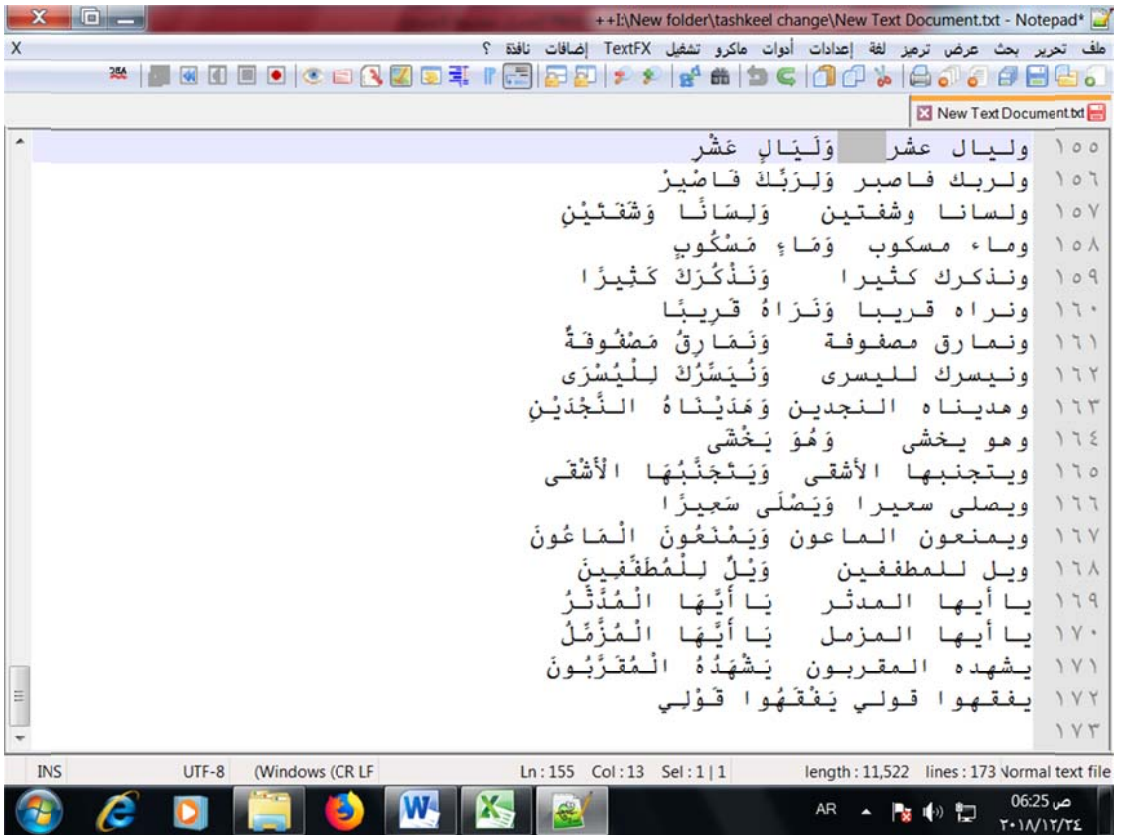 ++I:\New folder\tashkeel change\New Text Document.txt - Notepad*
ملف تحرير بحث عرض ترميز لغة إعدادات أدوات ماكرو تشغيل TextFX إضافات نافذة ؟ X
New Text Document.txt
١٥٥ وليال عشر وَلَيَالٍ عَشْرٍ
١٥٦ ولربك فاصبر وَلِرَبِّكَ فَاصْبِرْ
١٥٧ ولسانا وشفتين وَلِسَانًا وَشَفَتَيْنِ
١٥٨ وماء مسكوب وَمَاءٍ مَسْكُوبٍ
١٥٩ ونذكرك كثيرا وَنَذْكُرَكَ كَثِيرًا
١٦٠ ونراه قريبا وَنَرَاهُ قَرِيبًا
١٦١ ونمارق مصفوفة وَنَمَارِقُ مَصْفُوفَةٌ
١٦٢ ونيسرك لليسرى وَنُيَسِّرُكَ لِلْيُسْرَى
١٦٣ وهديناه النجدين وَهَدَيْنَاهُ النَّجْدَيْنِ
١٦٤ وهو يخشى وَهُوَ يَخْشَى
١٦٥ ويتجنبها الأشقى وَيَتَجَنَّبُهَا الْأَشْقَى
١٦٦ ويصلى سعيرا وَيَصْلَى سَعِيرًا
١٦٧ ويمنعون الماعون وَيَمْنَعُونَ الْمَاعُونَ
١٦٨ ويل للمطففين وَيْلٌ لِلْمُطَفِّفِينَ
١٦٩ يا أيها المدثر يَا أَيُّهَا الْمُدَّثِّرُ
١٧٠ يا أيها المزمل يَا أَيُّهَا الْمُزَّمِّلُ
١٧١ يشهده المقربون يَشْهَدُهُ الْمُقَرَّبُونَ
١٧٢ يفقهوا قولي يَفْقَهُوا قَوْلِي
١٧٣
INS UTF-8 (Windows (CR LF Ln : 155 Col : 13 Sel : 1 | 1 length : 11,522 lines : 173 Normal text file
AR 06:25 ص
٢٠١٨/١٢/٢٤